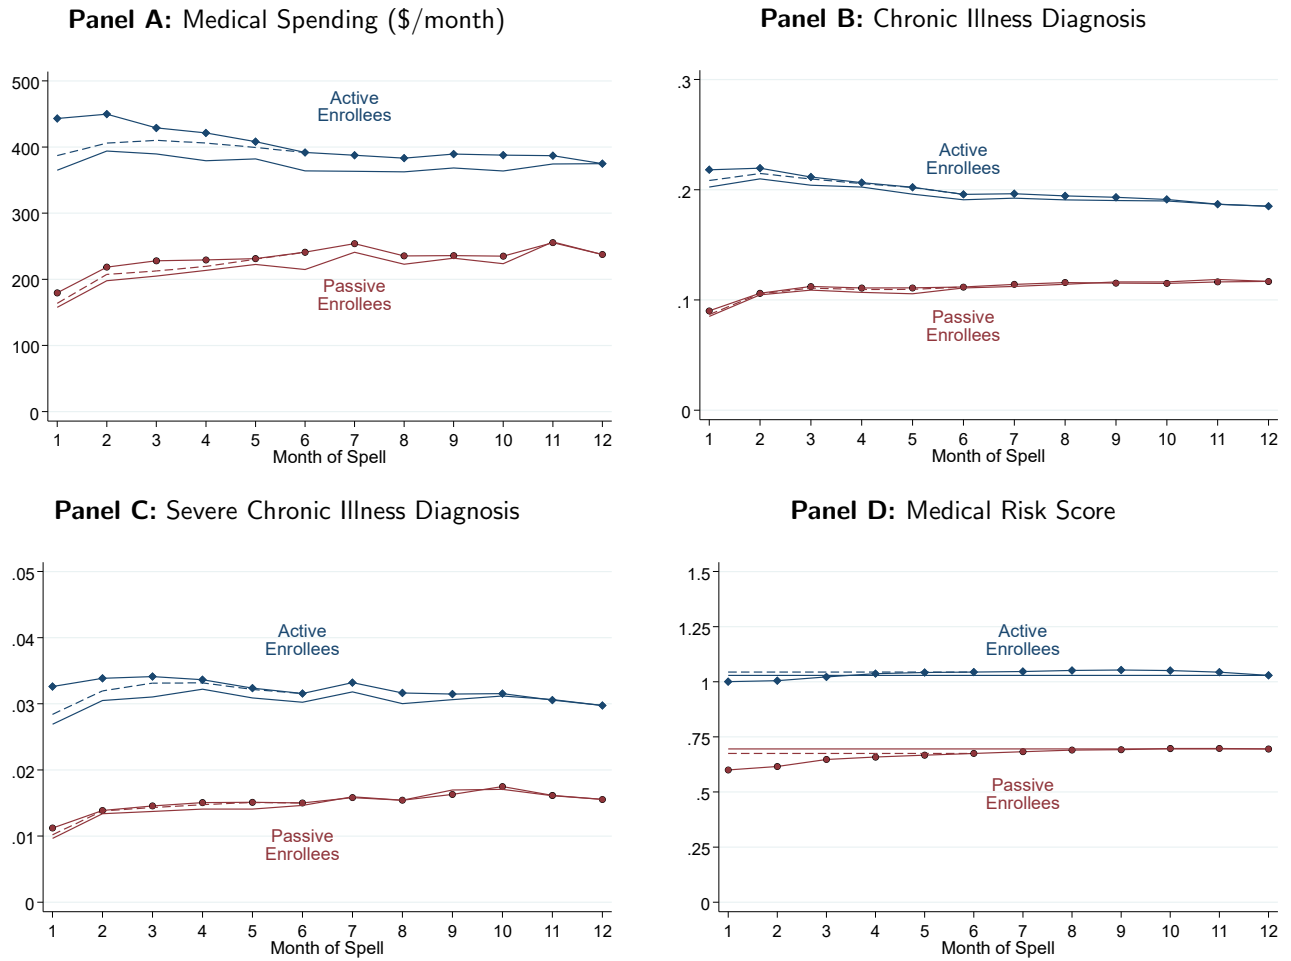 Panel A: Medical Spending ($/month)
500
400
300
200
100
0
Active
Enrollees
Passive
Enrollees
1 2 3 4 5 6 7 8 9 10 11 12
Month of Spell
Panel B: Chronic Illness Diagnosis
.3
.2
.1
0
Active
Enrollees
Passive
Enrollees
1 2 3 4 5 6 7 8 9 10 11 12
Month of Spell
Panel C: Severe Chronic Illness Diagnosis
.05
.04
.03
.02
.01
0
Active
Enrollees
Passive
Enrollees
1 2 3 4 5 6 7 8 9 10 11 12
Month of Spell
Panel D: Medical Risk Score
1.5
1.25
1
.75
.5
.25
0
Active
Enrollees
Passive
Enrollees
1 2 3 4 5 6 7 8 9 10 11 12
Month of Spell